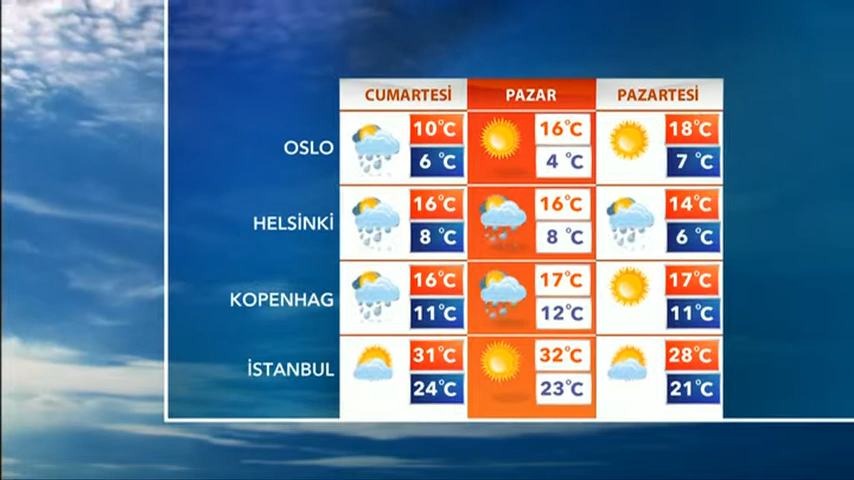 CUMARTESİ PAZAR PAZARTESİ
OSLO 10°C 16°C 18°C
6 °C 4 °C 7 °C
HELSİNKİ 16°C 16°C 14°C
8 °C 8 °C 6 °C
KOPENHAG 16°C 17°C 17°C
11°C 12°C 11°C
İSTANBUL 31°C 32°C 28°C
24°C 23°C 21°C